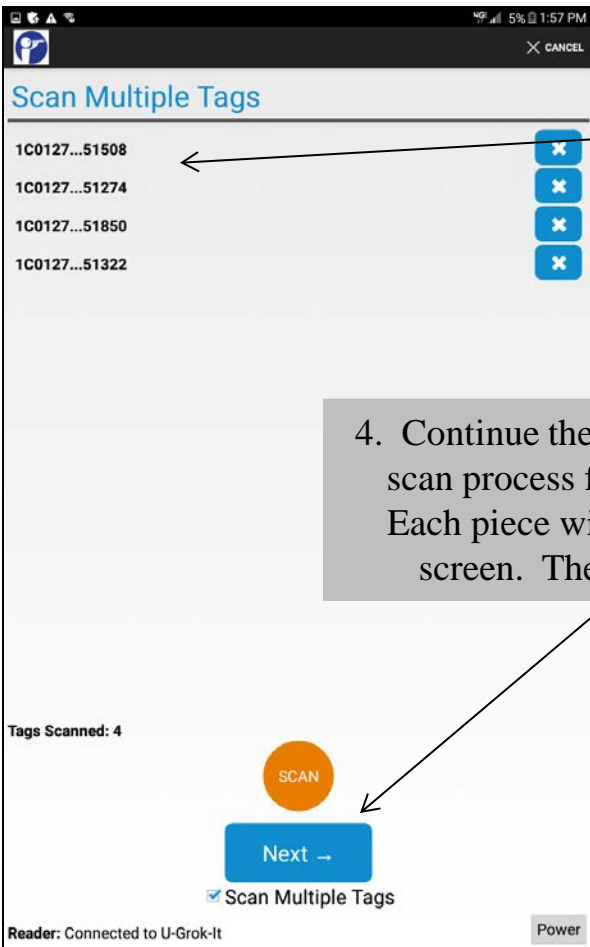 4G 5% 1:57 PM
× CANCEL
Scan Multiple Tags
1C0127...51508
1C0127...51274
1C0127...51850
1C0127...51322
4. Continue the
scan process
Each piece
screen. The
Tags Scanned: 4
SCAN
Next →
Scan Multiple Tags
Reader: Connected to U-Grok-It
Power